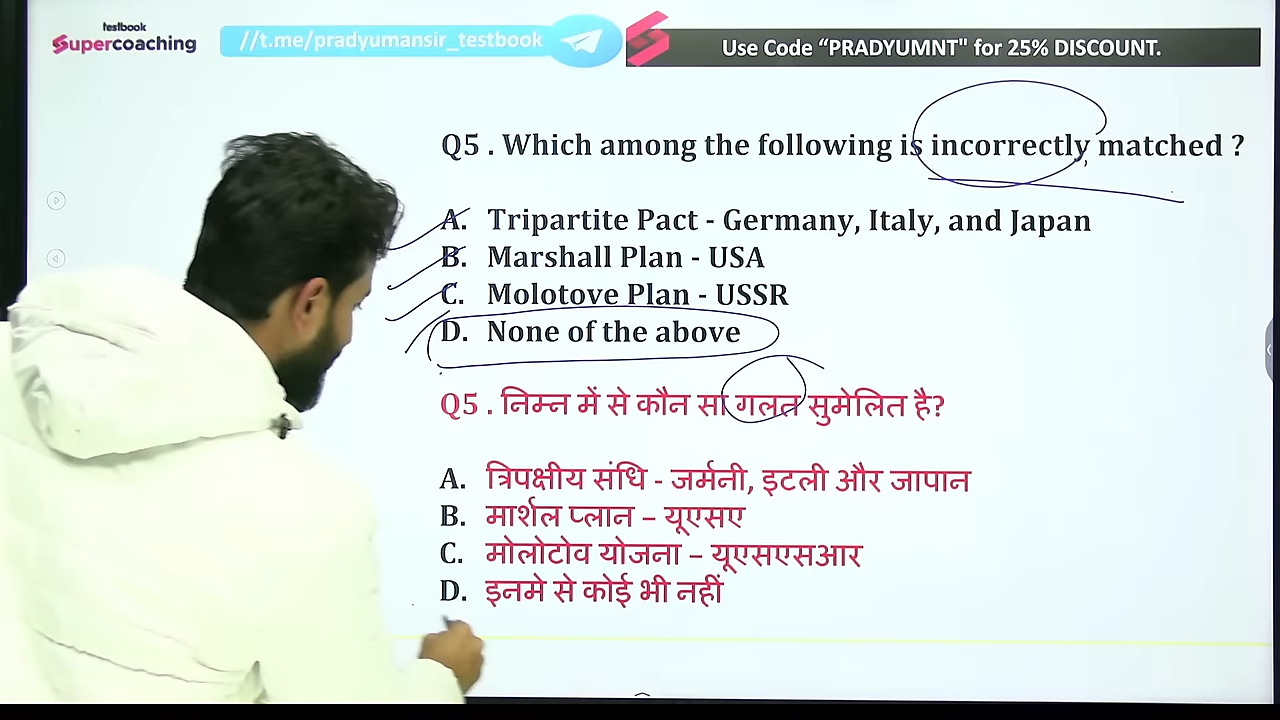 testbook
Supercoaching
//t.me/pradyumansir_testbook
Use Code “PRADYUMNT" for 25% DISCOUNT.
Q5 . Which among the following is incorrectly matched ?
A. Tripartite Pact - Germany, Italy, and Japan
B. Marshall Plan - USA
C. Molotove Plan - USSR
D. None of the above
Q5 . निम्न में से कौन सा गलत सुमेलित है?
A. त्रिपक्षीय संधि - जर्मनी, इटली और जापान
B. मार्शल प्लान – यूएसए
C. मोलोटोव योजना – यूएसएसआर
D. इनमे से कोई भी नहीं